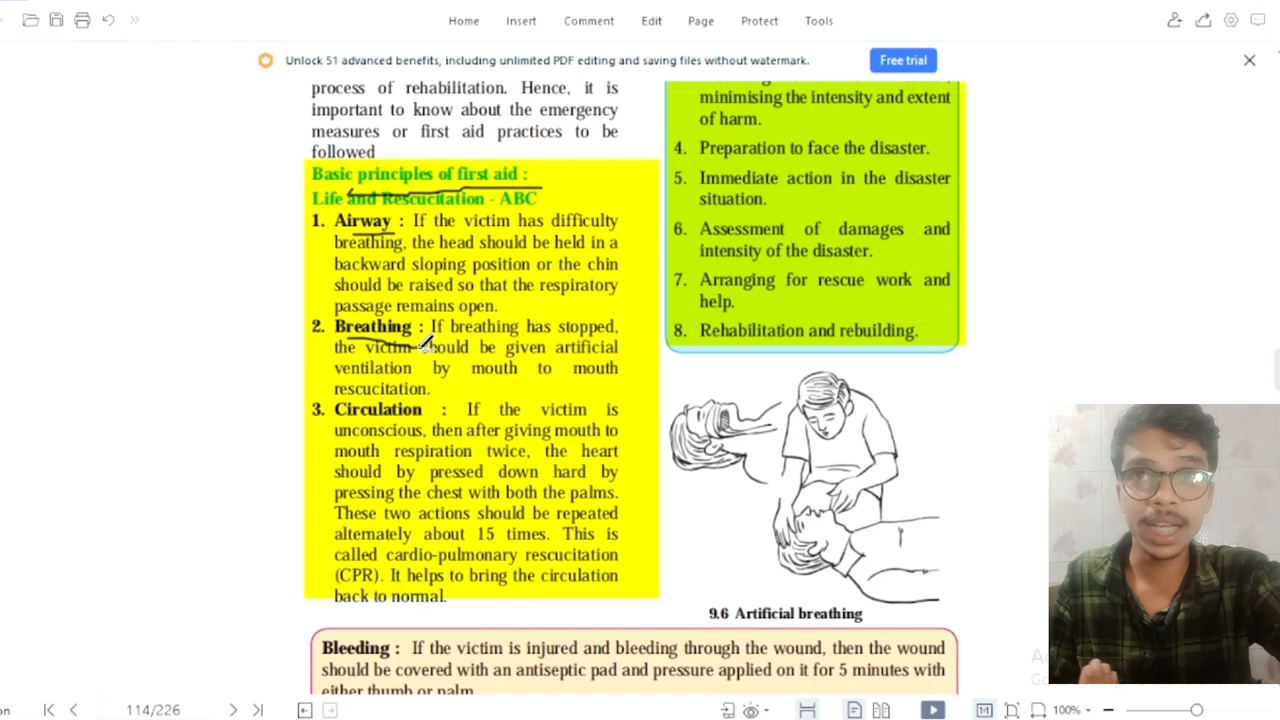 Home Insert Comment Edit Page Protect Tools
Unlock 51 advanced benefits, including unlimited PDF editing and saving files without watermark. Free trial
process of rehabilitation. Hence, it is
important to know about the emergency
measures or first aid practices to be
followed
Basic principles of first aid :
Life and Rescucitation - ABC
1. Airway : If the victim has difficulty
breathing, the head should be held in a
backward sloping position or the chin
should be raised so that the respiratory
passage remains open.
2. Breathing : If breathing has stopped,
the victim should be given artificial
ventilation by mouth to mouth
rescucitation.
3. Circulation : If the victim is
unconscious, then after giving mouth to
mouth respiration twice, the heart
should by pressed down hard by
pressing the chest with both the palms.
These two actions should be repeated
alternately about 15 times. This is
called cardio-pulmonary rescucitation
(CPR). It helps to bring the circulation
back to normal.
minimising the intensity and extent
of harm.
4. Preparation to face the disaster.
5. Immediate action in the disaster
situation.
6. Assessment of damages and
intensity of the disaster.
7. Arranging for rescue work and
help.
8. Rehabilitation and rebuilding.
9.6 Artificial breathing
Bleeding : If the victim is injured and bleeding through the wound, then the wound
should be covered with an antiseptic pad and pressure applied on it for 5 minutes with
either thumb or palm
114/226
100%